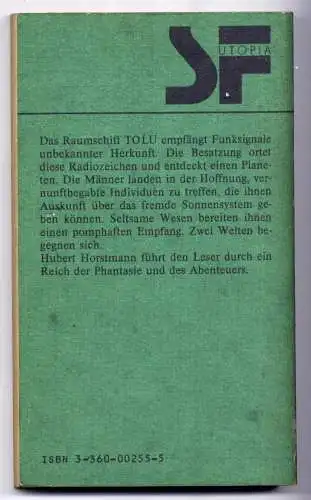 SF
UTOPIA
Das Raumschiff TOLU empfängt Funksignale
unbekannter Herkunft. Die Besatzung ortet
diese Radiozeichen und entdeckt einen Plane-
ten. Die Männer landen in der Hoffnung, ver-
nunftbegabte Individuen zu treffen, die ihnen
Auskunft über das fremde Sonnensystem ge-
ben können. Seltsame Wesen bereiten ihnen
einen pomphaften Empfang. Zwei Welten be-
gegnen sich.
Hubert Horstmann führt den Leser durch ein
Reich der Phantasie und des Abenteuers.
ISBN 3-360-00255-5